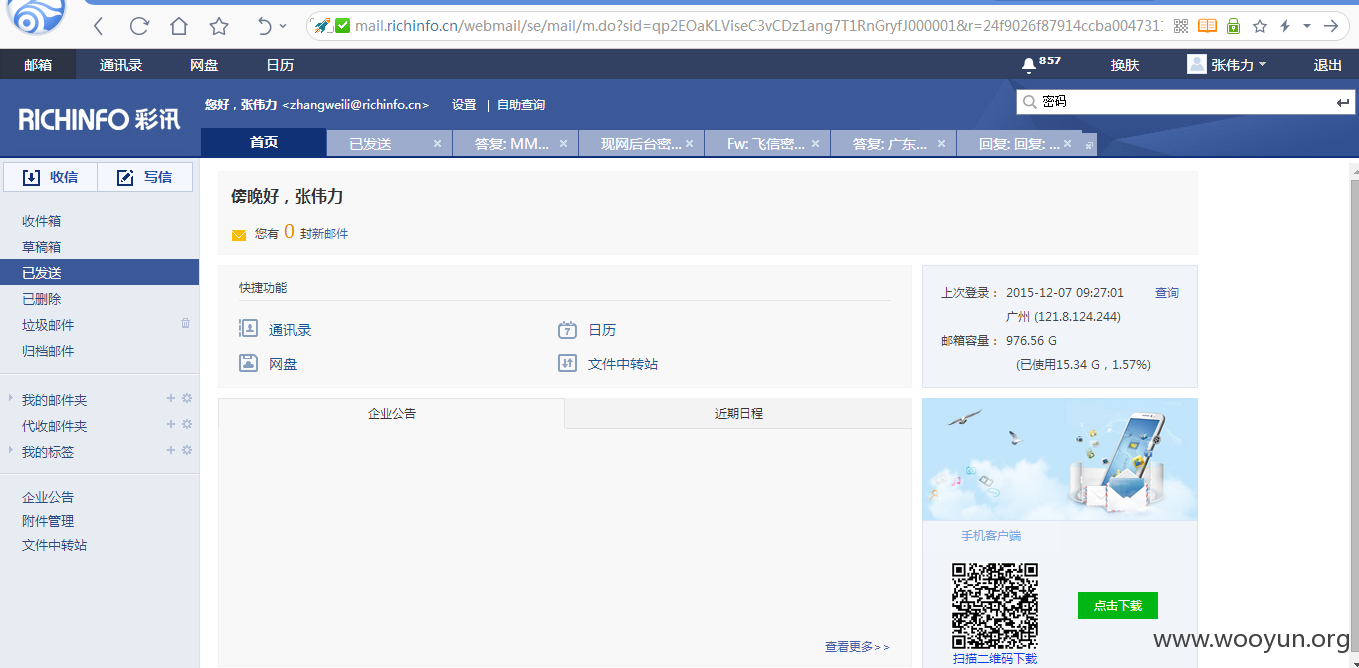 mail.richinfo.cn/webmail/se/mail/m.do?sid=qp2EOaKLViseC3vCDz1ang7T1RnGryfJ000001&r=24f9026f87914ccba004731
邮箱 通讯录 网盘 日历 857 换肤 张伟力 退出
RICHINFO 彩讯 您好，张伟力 <zhangweili@richinfo.cn> 设置 | 自助查询 密码
首页 已发送 × 答复: MM... × 现网后台密... × Fw: 飞信密... × 答复: 广东... × 回复: 回复: ... ×
收信 写信
收件箱
草稿箱
已发送
已删除
垃圾邮件
归档邮件
我的邮件夹
代收邮件夹
我的标签
企业公告
附件管理
文件中转站
傍晚好，张伟力
您有 0 封新邮件
快捷功能
通讯录 7 日历
网盘 文件中转站
上次登录： 2015-12-07 09:27:01 查询
广州 (121.8.124.244)
邮箱容量： 976.56 G
(已使用15.34 G，1.57%)
企业公告 近期日程
查看更多>>
手机客户端
点击下载
扫描二维码下载
www.wooyun.org